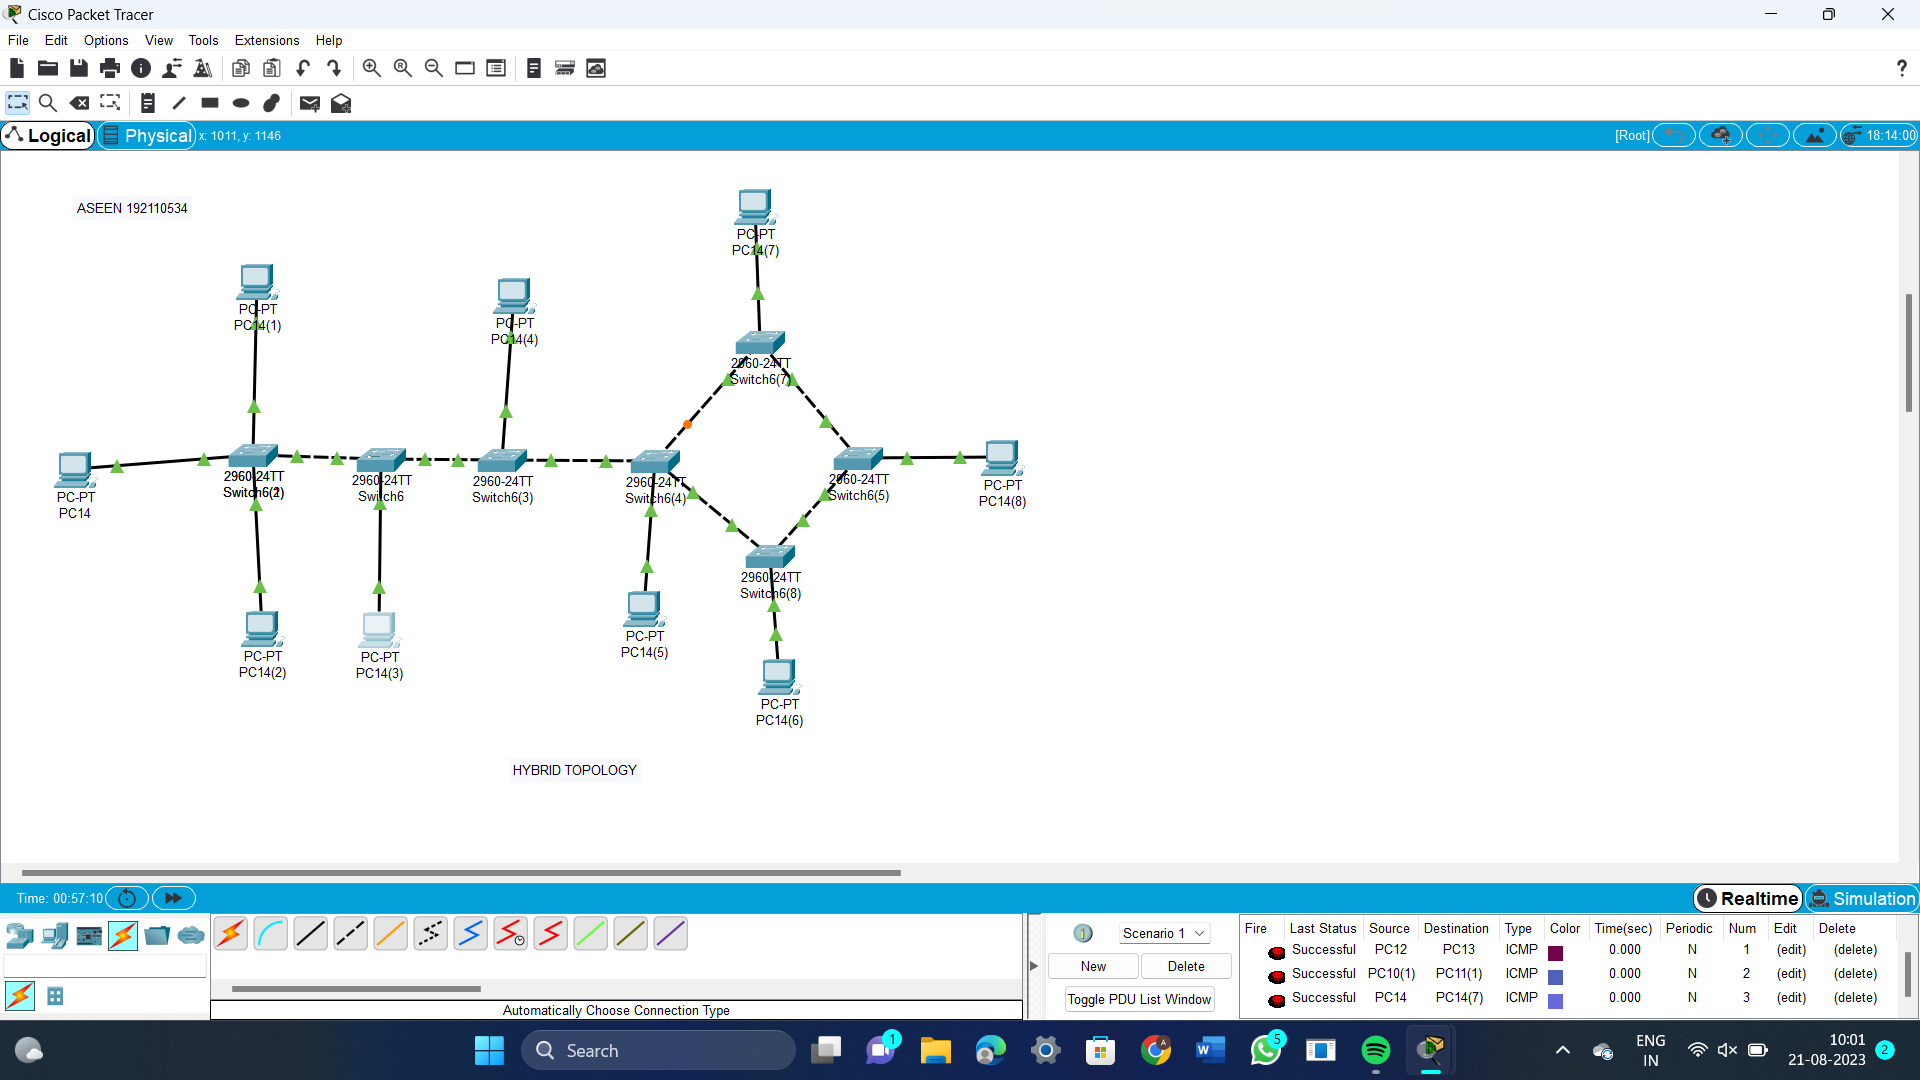 Cisco Packet Tracer
File Edit Options View Tools Extensions Help
Logical Physical x: 1011, y: 1146 [Root] 18:14:00
ASEEN 192110534
PC-PT
PC14(7)
PC-PT
PC14(1)
PC-PT
PC14(4)
2960-24TT
Switch6(7)
PC-PT
PC14
2960-24TT
2960-24TT
Switch6
2960-24TT
Switch6(3)
2960-24TT
Switch6(4)
2960-24TT
Switch6(5)
PC-PT
PC14(8)
2960-24TT
Switch6(8)
PC-PT
PC14(2)
PC-PT
PC14(3)
PC-PT
PC14(5)
PC-PT
PC14(6)
HYBRID TOPOLOGY
Time: 00:57:10 Realtime Simulation
Scenario 1
New Delete
Toggle PDU List Window
Automatically Choose Connection Type
Fire Last Status Source Destination Type Color Time(sec) Periodic Num Edit Delete
Successful PC12 PC13 ICMP 0.000 N 1 (edit) (delete)
Successful PC10(1) PC11(1) ICMP 0.000 N 2 (edit) (delete)
Successful PC14 PC14(7) ICMP 0.000 N 3 (edit) (delete)
Search
1
5
ENG
IN
10:01
21-08-2023
2